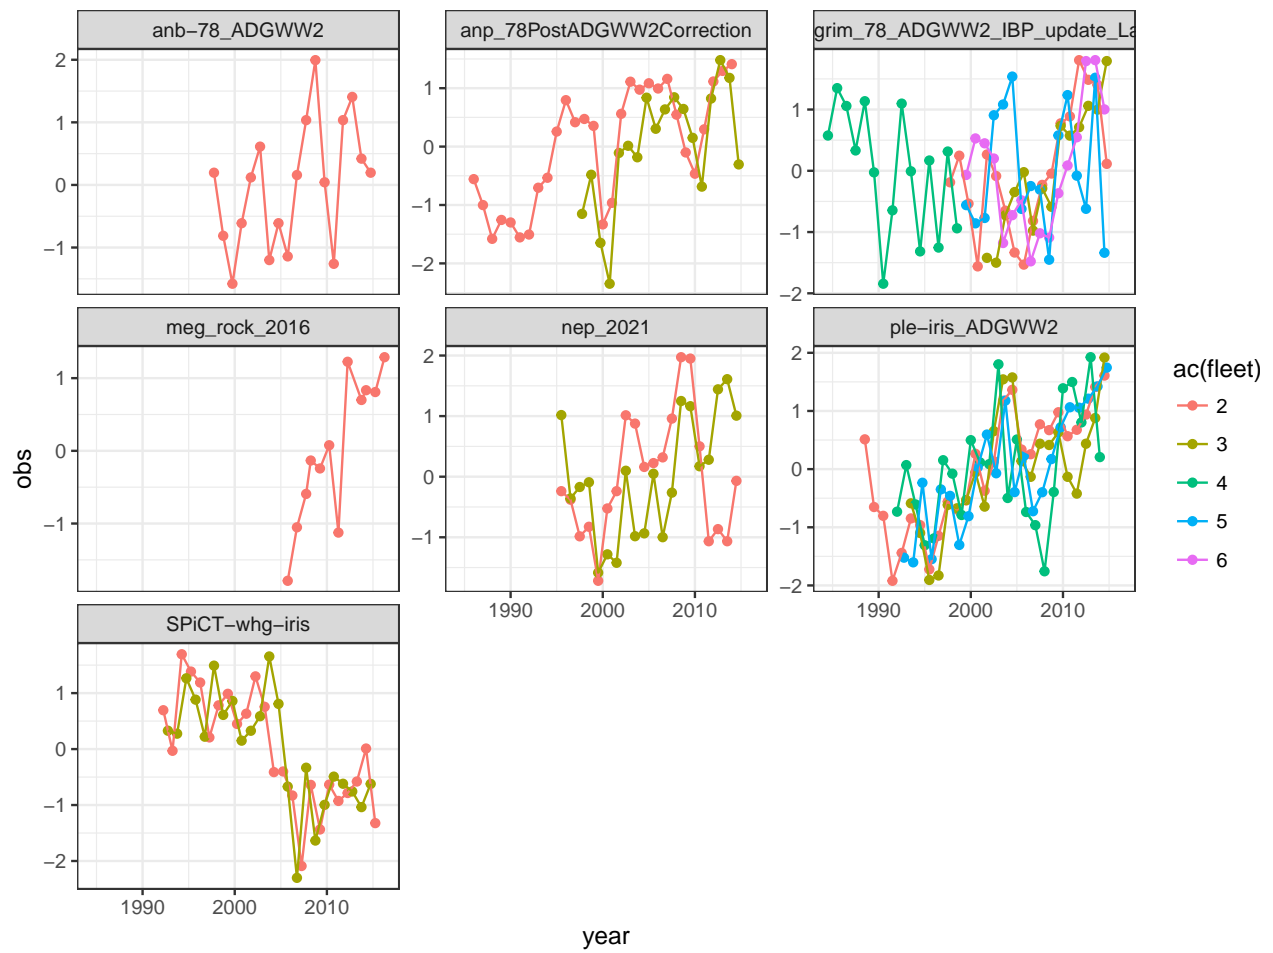 anb−78_ADGWW2
anp_78PostADGWW2Correction
grim_78_ADGWW2_IBP_update_La
2
1
0
−1
1
0
−1
−2
1
0
−1
−2
meg_rock_2016
nep_2021
ple−iris_ADGWW2
1
0
−1
2
1
0
−1
2
1
0
−1
−2
1990 2000 2010
1990 2000 2010
SPiCT−whg−iris
1
0
−1
−2
1990 2000 2010
year
obs
ac(fleet)
2
3
4
5
6